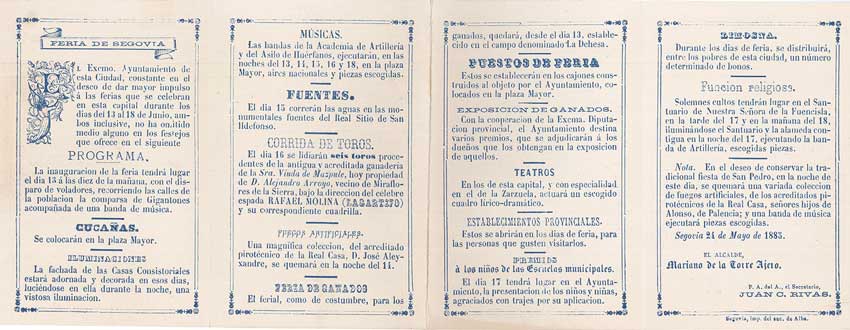 FERIA DE SEGOVIA
EL Excmo. Ayuntamiento de
esta Ciudad, constante en el
deseo de dar mayor impulso
á las ferias que se celebran
en esta capital durante los
dias del 13 al 18 de Junio, am-
bos inclusive, no ha omitido
medio alguno en los festejos
que ofrece en el siguiente
PROGRAMA.
La inauguracion de la feria tendrá lugar
el dia 13 á las diez de la mañana, con el dis-
paro de voladores, recorriendo las calles de
la poblacion la comparsa de Gigantones
acompañada de una banda de música.
CUCAÑAS.
Se colocarán en la plaza Mayor.
ILUMINACIONES
La fachada de las Casas Consistoriales
estará adornada y decorada en esos dias,
luciéndose en ella durante la noche, una
vistosa iluminacion.
MÚSICAS.
Las bandas de la Academia de Artillería
y del Asilo de Huérfanos, ejecutarán, en las
noches del 13, 14, 15, 16 y 18, en la plaza
Mayor, aires nacionales y piezas escogidas.
FUENTES.
El dia 15 correrán las aguas en las mo-
numentales fuentes del Real Sitio de San
Ildefonso.
CORRIDA DE TOROS.
El dia 16 se lidiarán seis toros proce-
dentes de la antigua y acreditada ganadería
de la Sra. Viuda de Mazpule, hoy propiedad
de D. Alejandro Arroyo, vecino de Miraflo-
res de la Sierra, bajo la direccion del célebre
espada RAFAEL MOLINA (LAGARTIJO)
y su correspondiente cuadrilla.
FUEGOS ARTIFICIALES
Una magnífica coleccion, del acreditado
pirotécnico de la Real Casa, D. José Aley-
xandre, se quemará en la noche del 14.
FERIA DE GANADOS
El ferial, como de costumbre, para los
ganados, quedará, desde el dia 13, estable-
cido en el campo denominado La Dehesa.
PUESTOS DE FERIA
Estos se establecerán en los cajones cons-
truidos al objeto por el Ayuntamiento, co-
locados en la plaza Mayor.
EXPOSICION DE GANADOS.
Con la cooperacion de la Excma. Diputa-
cion provincial, el Ayuntamiento destina
varios premios, que se adjudicarán á los
dueños que los obtengan en la exposicion
de aquellos.
TEATROS
En los de esta capital, y con especialidad
en el de la Zarzuela, actuará un escogido
cuadro lírico-dramático.
ESTABLECIMIENTOS PROVINCIALES.
Estos se abrirán en los dias de feria, para
las personas que gusten visitarlos.
PREMIOS
á los niños de las Escuelas municipales.
El dia 17 tendrá lugar en el Ayunta-
miento, la presentacion de los niños y niñas,
agraciados con trajes por su aplicacion.
LIMOSNA.
Durante los dias de feria, se distribuirá,
entre los pobres de esta ciudad, un número
determinado de bonos.
Funcion religiosa.
Solemnes cultos tendrán lugar en el San-
tuario de Nuestra Señora de la Fuencisla,
en la tarde del 17 y en la mañana del 18,
iluminándose el Santuario y la alameda conti-
gua en la noche del 17, ejecutando la ban-
da de Artillería, escogidas piezas.
Nota. En el deseo de conservar la tra-
dicional fiesta de San Pedro, en la noche de
este dia, se quemará una variada coleccion
de fuegos artificiales, de los acreditados pi-
rotécnicos de la Real Casa, señores hijos de
Alonso, de Palencia; y una banda de música
ejecutará piezas escogidas.
Segovia 24 de Mayo de 1883.
EL ALCALDE,
Mariano de la Torre Ajero.
P. A. del A., el Secretario,
JUAN C. RIVAS.
Segovia, imp. del suc. de Alba.